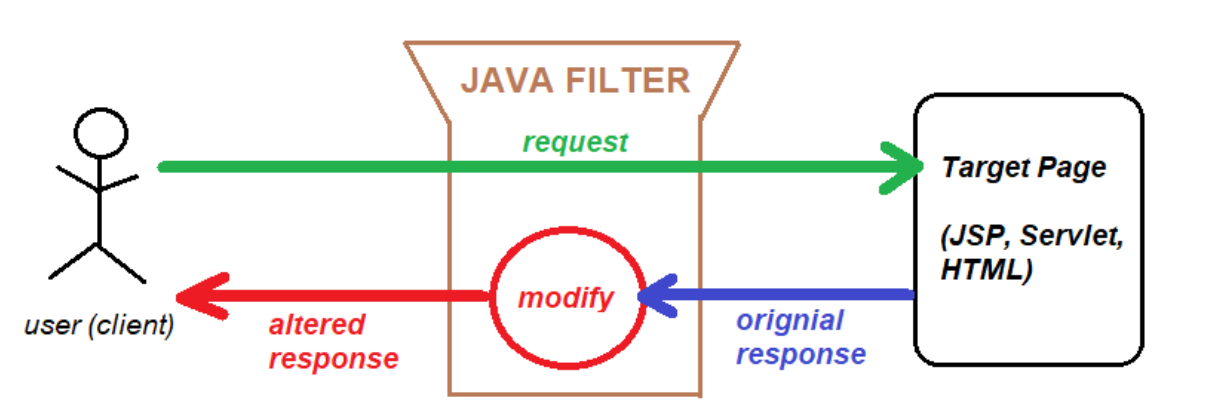 JAVA FILTER
request
Target Page
(JSP, Servlet,
HTML)
modify
user (client)
altered
response
orignial
response